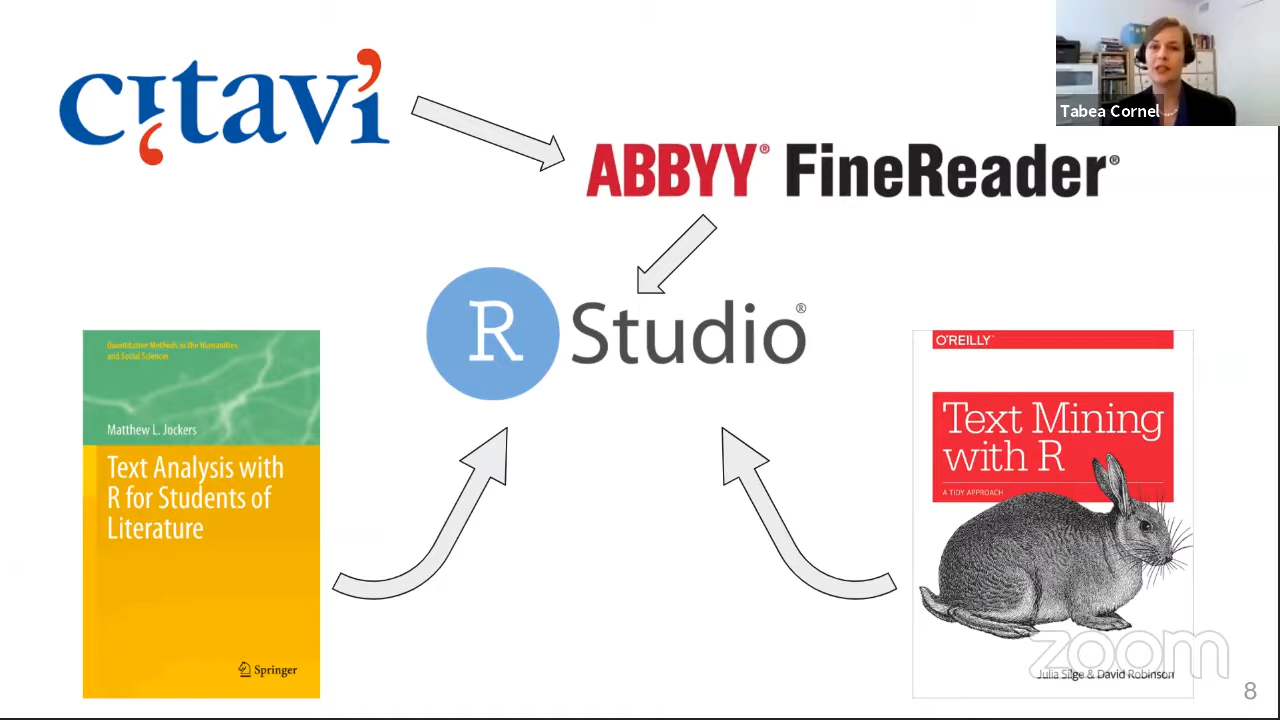 citavi
Tabea Cornel
ABBYY® FineReader®
R Studio®
Quantitative Methods in the Humanities
and Social Sciences
Matthew L. Jockers
Text Analysis with
R for Students of
Literature
Springer
O'REILLY
Text Mining
with R
A TIDY APPROACH
Julia Silge & David Robinson
zoom
8